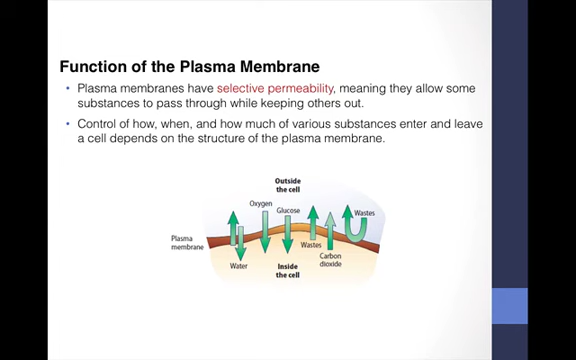 Function of the Plasma Membrane
• Plasma membranes have selective permeability, meaning they allow some
substances to pass through while keeping others out.
• Control of how, when, and how much of various substances enter and leave
a cell depends on the structure of the plasma membrane.
Outside
the cell
Oxygen
Glucose
Wastes
Plasma
membrane
Wastes
Water
Inside
the cell
Carbon
dioxide